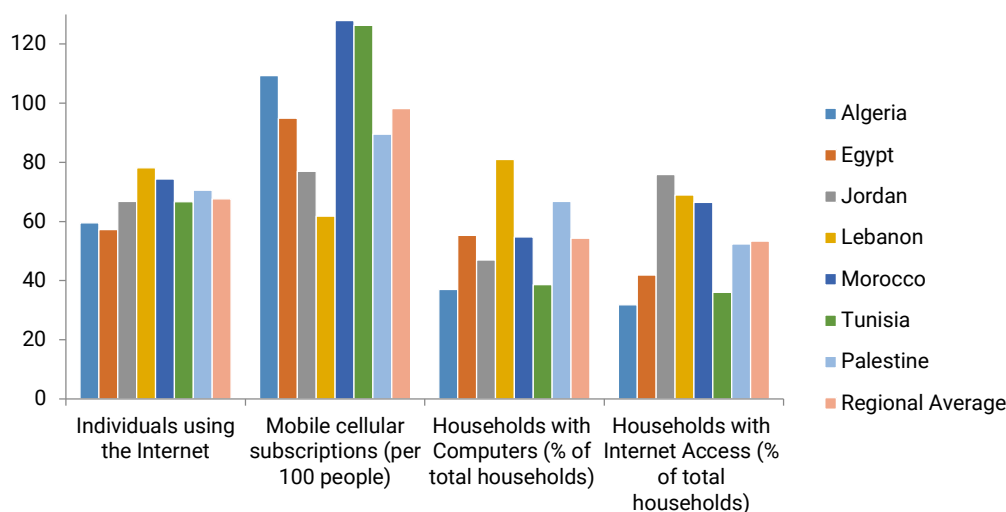 120
100
80
60
40
20
0
Individuals using
the Internet
Mobile cellular
subscriptions (per
100 people)
Households with
Computers (% of
total households)
Households with
Internet Access (%
of total
households)
Algeria
Egypt
Jordan
Lebanon
Morocco
Tunisia
Palestine
Regional Average